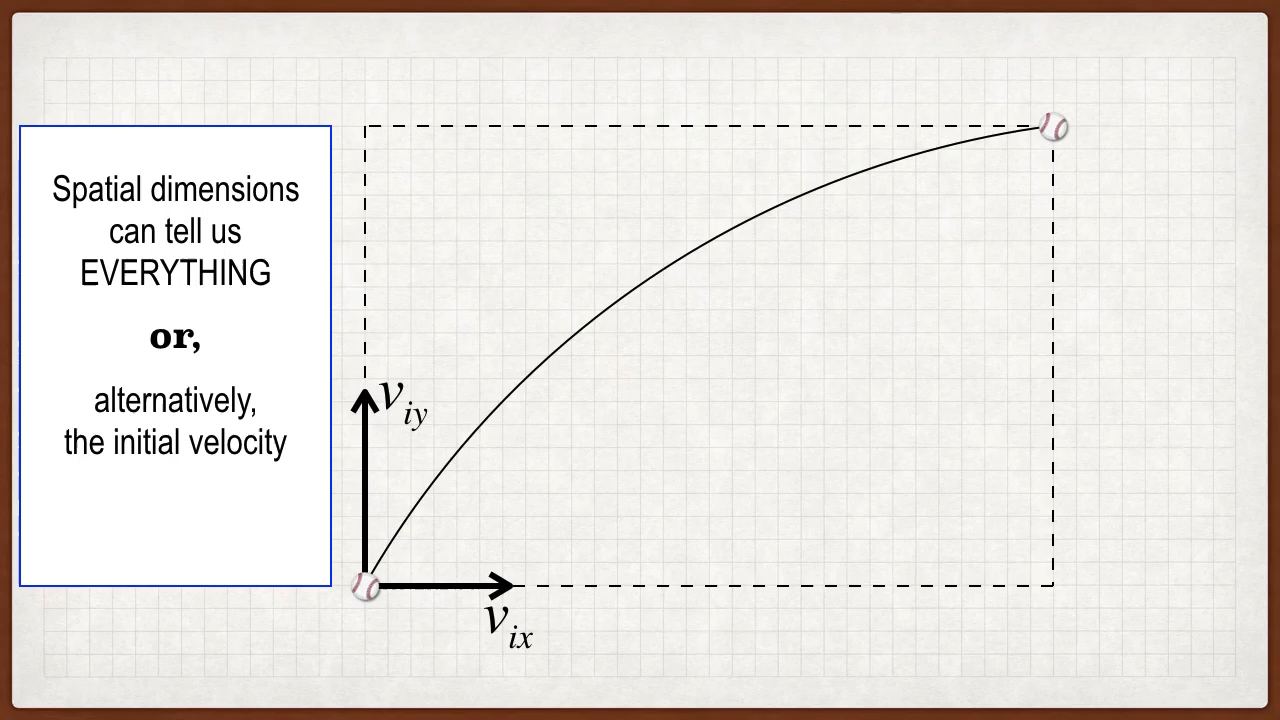 Spatial dimensions
can tell us
EVERYTHING
or,
alternatively,
the initial velocity
v_iy
v_ix